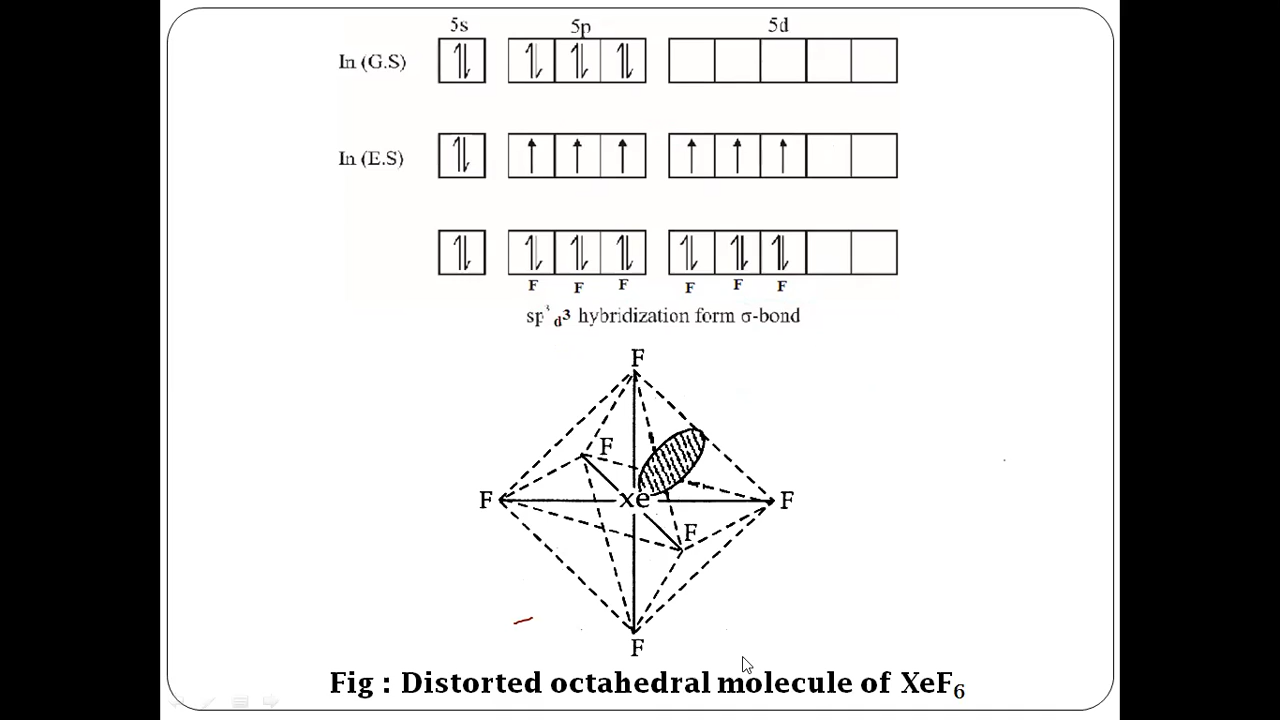 5s 5p 5d
In (G.S)
In (E.S)
F F F F F F
sp³d³ hybridization form σ-bond
F
F
F xe F
F
F
Fig : Distorted octahedral molecule of XeF₆